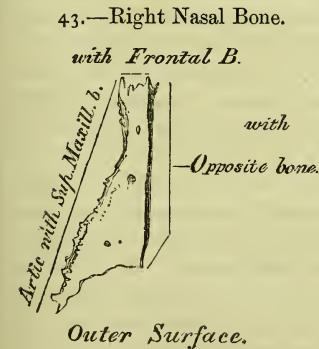 43.—Right Nasal Bone.
with Frontal B.
Artic with Sup. Maxill. b.
with
Opposite bone.
Outer Surface.